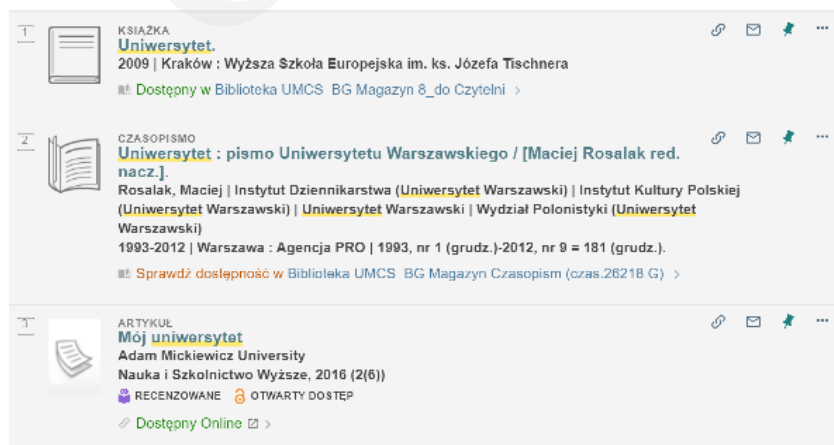 1
KSIĄŻKA
Uniwersytet.
2009 | Kraków : Wyższa Szkoła Europejska im. ks. Józefa Tischnera
Dostępny w Biblioteka UMCS BG Magazyn 8_do Czytelni >
2
CZASOPISMO
Uniwersytet : pismo Uniwersytetu Warszawskiego / [Maciej Rosalak red.
nacz.].
Rosalak, Maciej | Instytut Dziennikarstwa (Uniwersytet Warszawski) | Instytut Kultury Polskiej
(Uniwersytet Warszawski) | Uniwersytet Warszawski | Wydział Polonistyki (Uniwersytet
Warszawski)
1993-2012 | Warszawa : Agencja PRO | 1993, nr 1 (grudz.)-2012, nr 9 = 181 (grudz.).
Sprawdź dostępność w Biblioteka UMCS BG Magazyn Czasopism (czas.26218 G) >
3
ARTYKUŁ
Mój uniwersytet
Adam Mickiewicz University
Nauka i Szkolnictwo Wyższe, 2016 (2(6))
RECENZOWANE OTWARTY DOSTĘP
Dostępny Online >